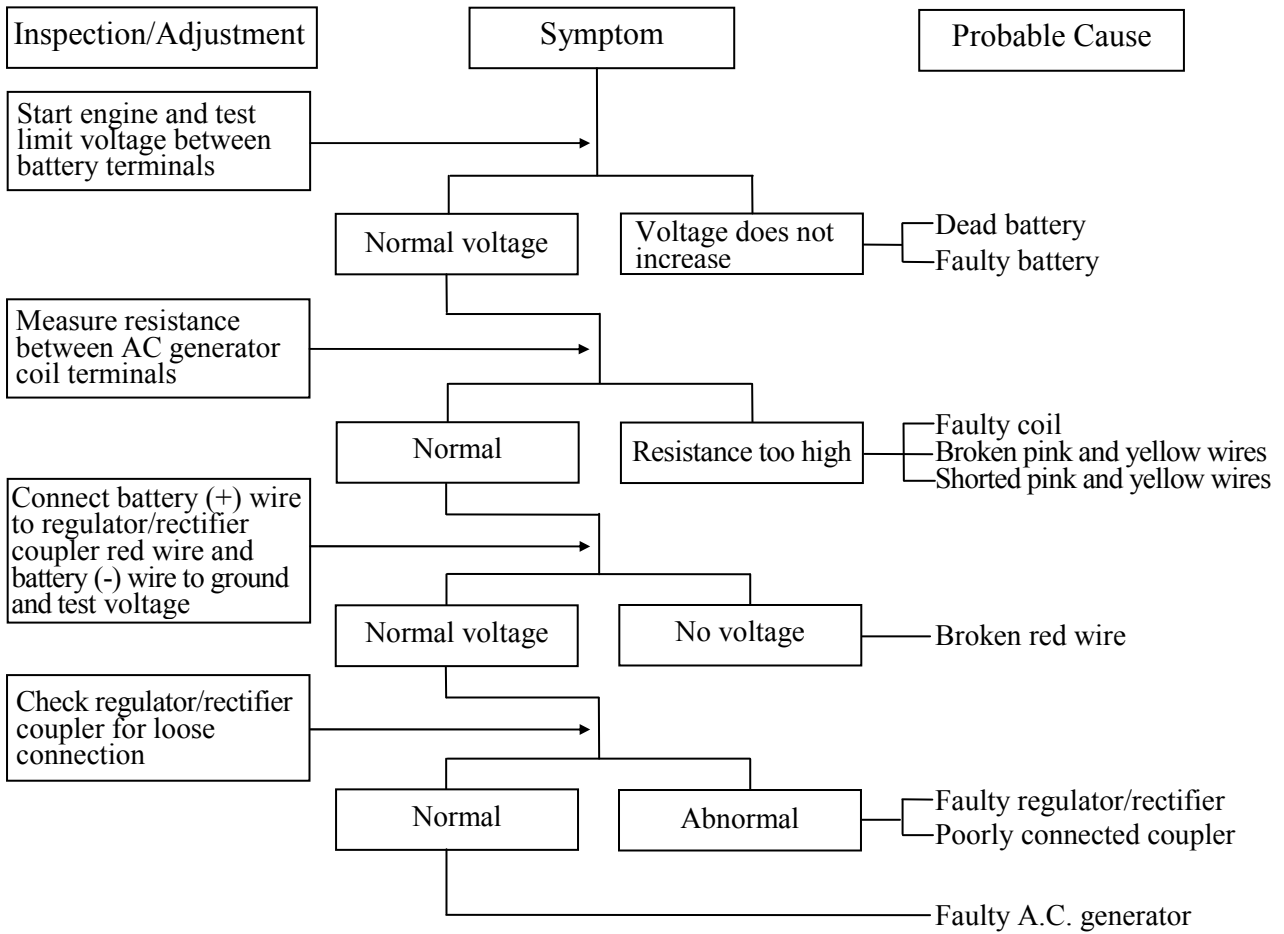 Inspection/Adjustment
Symptom
Probable Cause
Start engine and test
limit voltage between
battery terminals
Normal voltage
Voltage does not
increase
Dead battery
Faulty battery
Measure resistance
between AC generator
coil terminals
Normal
Resistance too high
Faulty coil
Broken pink and yellow wires
Shorted pink and yellow wires
Connect battery (+) wire
to regulator/rectifier
coupler red wire and
battery (-) wire to ground
and test voltage
Normal voltage
No voltage
Broken red wire
Check regulator/rectifier
coupler for loose
connection
Normal
Abnormal
Faulty regulator/rectifier
Poorly connected coupler
Faulty A.C. generator